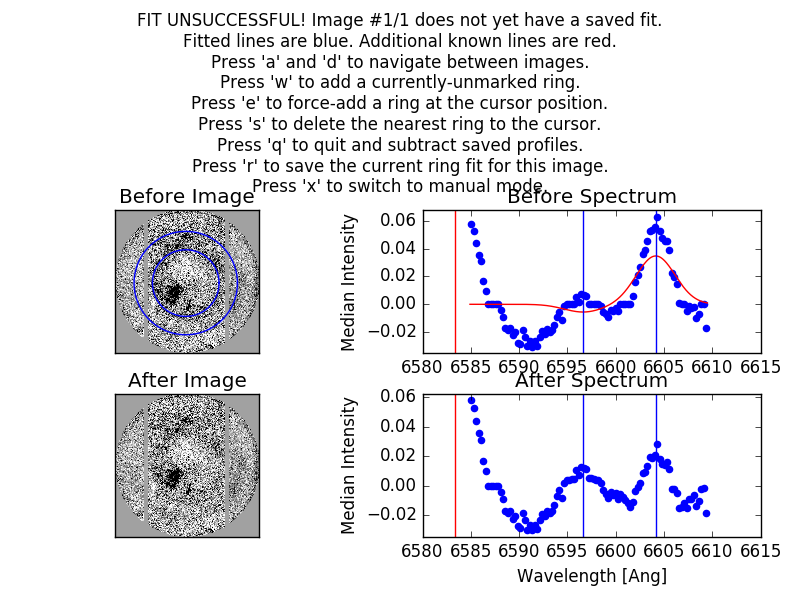 FIT UNSUCCESSFUL! Image #1/1 does not yet have a saved fit.
Fitted lines are blue. Additional known lines are red.
Press 'a' and 'd' to navigate between images.
Press 'w' to add a currently-unmarked ring.
Press 'e' to force-add a ring at the cursor position.
Press 's' to delete the nearest ring to the cursor.
Press 'q' to quit and subtract saved profiles.
Press 'r' to save the current ring fit for this image.
Press 'x' to switch to manual mode.
Before Image
Before Spectrum
Median Intensity
0.06
0.04
0.02
0.00
−0.02
6580 6585 6590 6595 6600 6605 6610 6615
After Image
After Spectrum
Median Intensity
0.06
0.04
0.02
0.00
−0.02
6580 6585 6590 6595 6600 6605 6610 6615
Wavelength [Ang]